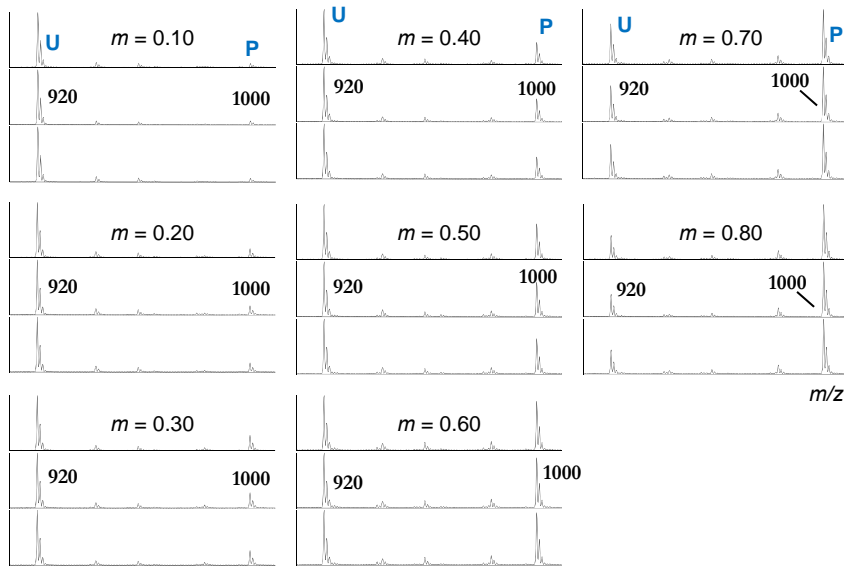 U m = 0.10 P
920 1000
U m = 0.40 P
920 1000
U m = 0.70 P
920 1000
m = 0.20
920 1000
m = 0.50
920 1000
m = 0.80
920 1000
m/z
m = 0.30
920 1000
m = 0.60
920 1000